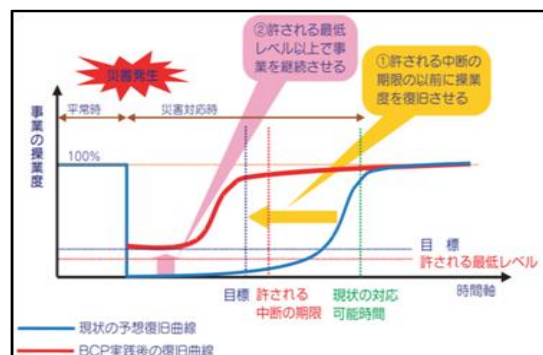 ②許される最低
レベル以上で事
業を継続させる
①許される中断の
期限の以前に操業
度を復旧させる
災害発生
平常時
災害対応時
事業の操業度
100%
目 標
許される最低レベル
時間軸
目標
許される
中断の期限
現状の対応
可能時間
現状の予想復旧曲線
BCP実践後の復旧曲線